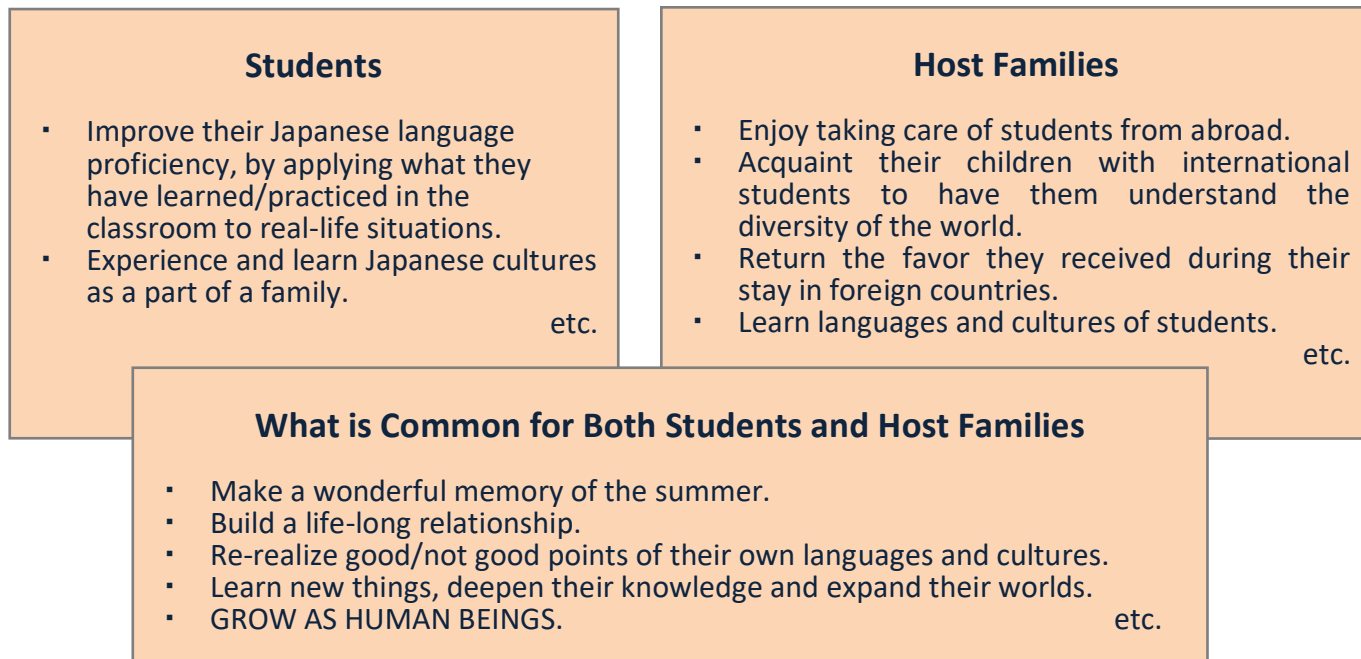 Students
▪ Improve their Japanese language
proficiency, by applying what they
have learned/practiced in the
classroom to real-life situations.
▪ Experience and learn Japanese cultures
as a part of a family.
etc.
Host Families
▪ Enjoy taking care of students from abroad.
▪ Acquaint their children with international
students to have them understand the
diversity of the world.
▪ Return the favor they received during their
stay in foreign countries.
▪ Learn languages and cultures of students.
etc.
What is Common for Both Students and Host Families
▪ Make a wonderful memory of the summer.
▪ Build a life-long relationship.
▪ Re-realize good/not good points of their own languages and cultures.
▪ Learn new things, deepen their knowledge and expand their worlds.
▪ GROW AS HUMAN BEINGS. etc.